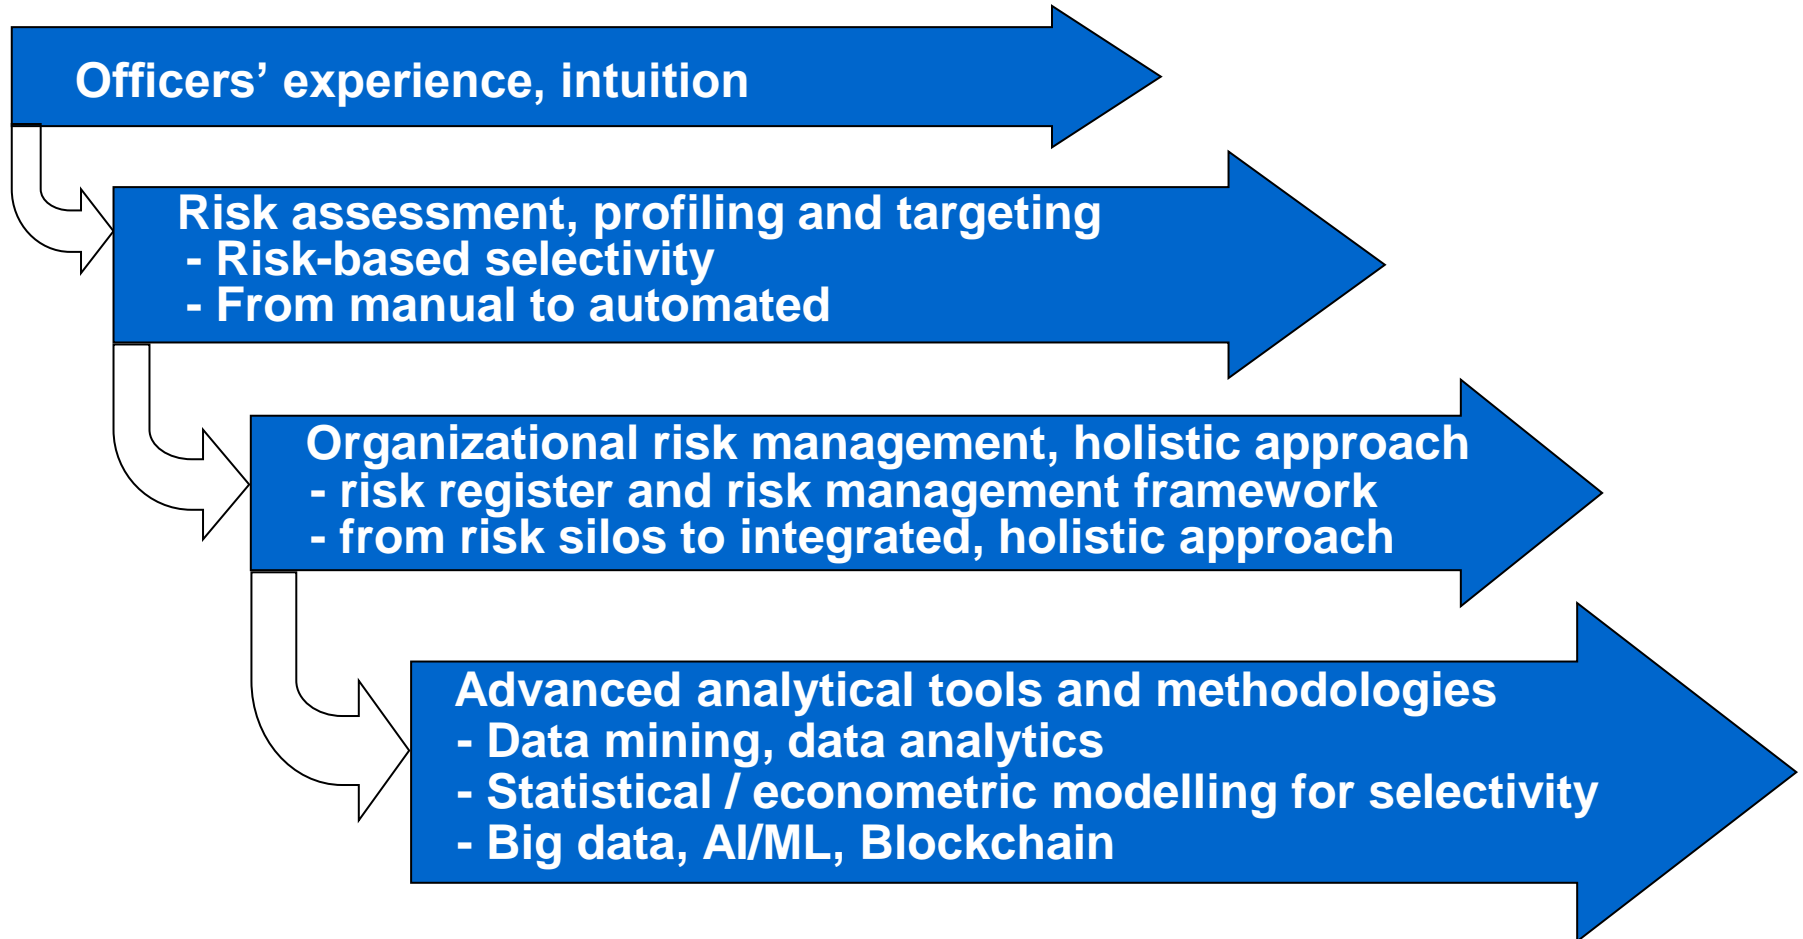 Officers’ experience, intuition
Risk assessment, profiling and targeting
- Risk-based selectivity
- From manual to automated
Organizational risk management, holistic approach
- risk register and risk management framework
- from risk silos to integrated, holistic approach
Advanced analytical tools and methodologies
- Data mining, data analytics
- Statistical / econometric modelling for selectivity
- Big data, AI/ML, Blockchain